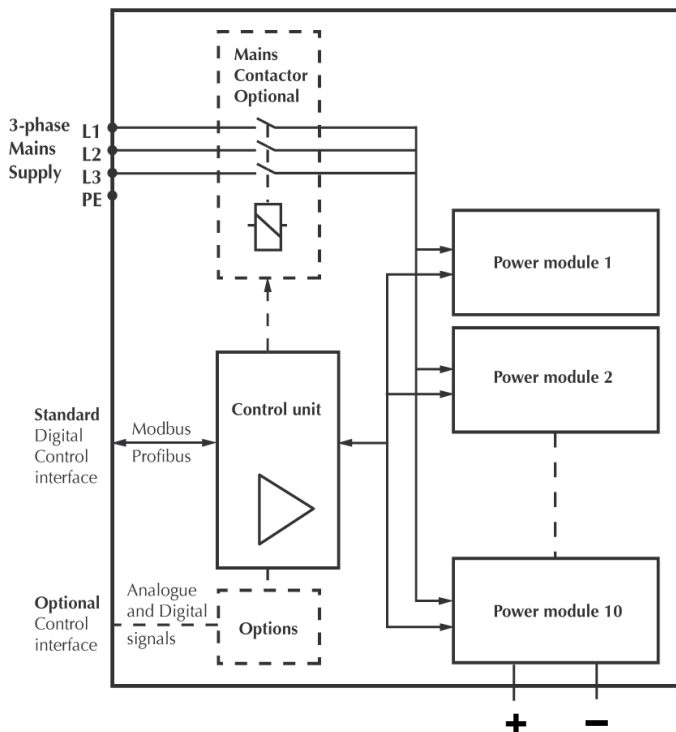 Mains
Contactor
Optional
3-phase L1
Mains L2
Supply L3
PE
Power module 1
Power module 2
Control unit
Standard
Digital
Control
interface
Modbus
Profibus
Power module 10
Optional
Control
interface
Analogue
and Digital
signals
Options
+ −